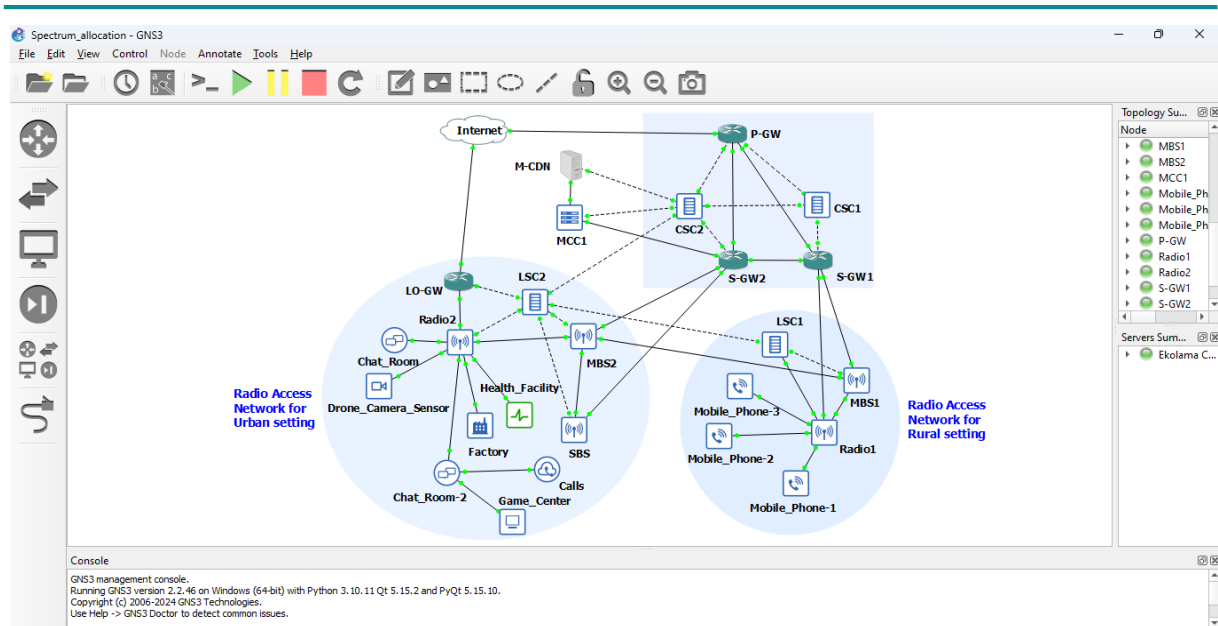 Spectrum_allocation - GNS3
File Edit View Control Node Annotate Tools Help
Internet
P-GW
M-CDN
CSC1
CSC2
MCC1
S-GW2
S-GW1
LO-GW
LSC2
Radio2
LSC1
Chat_Room
MBS2
Health_Facility
MBS1
Radio Access
Network for
Urban setting
Drone_Camera_Sensor
Mobile_Phone-3
Radio Access
Network for
Rural setting
Factory
SBS
Radio1
Mobile_Phone-2
Calls
Chat_Room-2
Game_Center
Mobile_Phone-1
Topology Su...
Node
MBS1
MBS2
MCC1
Mobile_Ph
Mobile_Ph
Mobile_Ph
P-GW
Radio1
Radio2
S-GW1
S-GW2
Servers Sum...
Ekolama C...
Console
GNS3 management console.
Running GNS3 version 2.2.46 on Windows (64-bit) with Python 3.10.11 Qt 5.15.2 and PyQt 5.15.10.
Copyright (c) 2006-2024 GNS3 Technologies.
Use Help -> GNS3 Doctor to detect common issues.